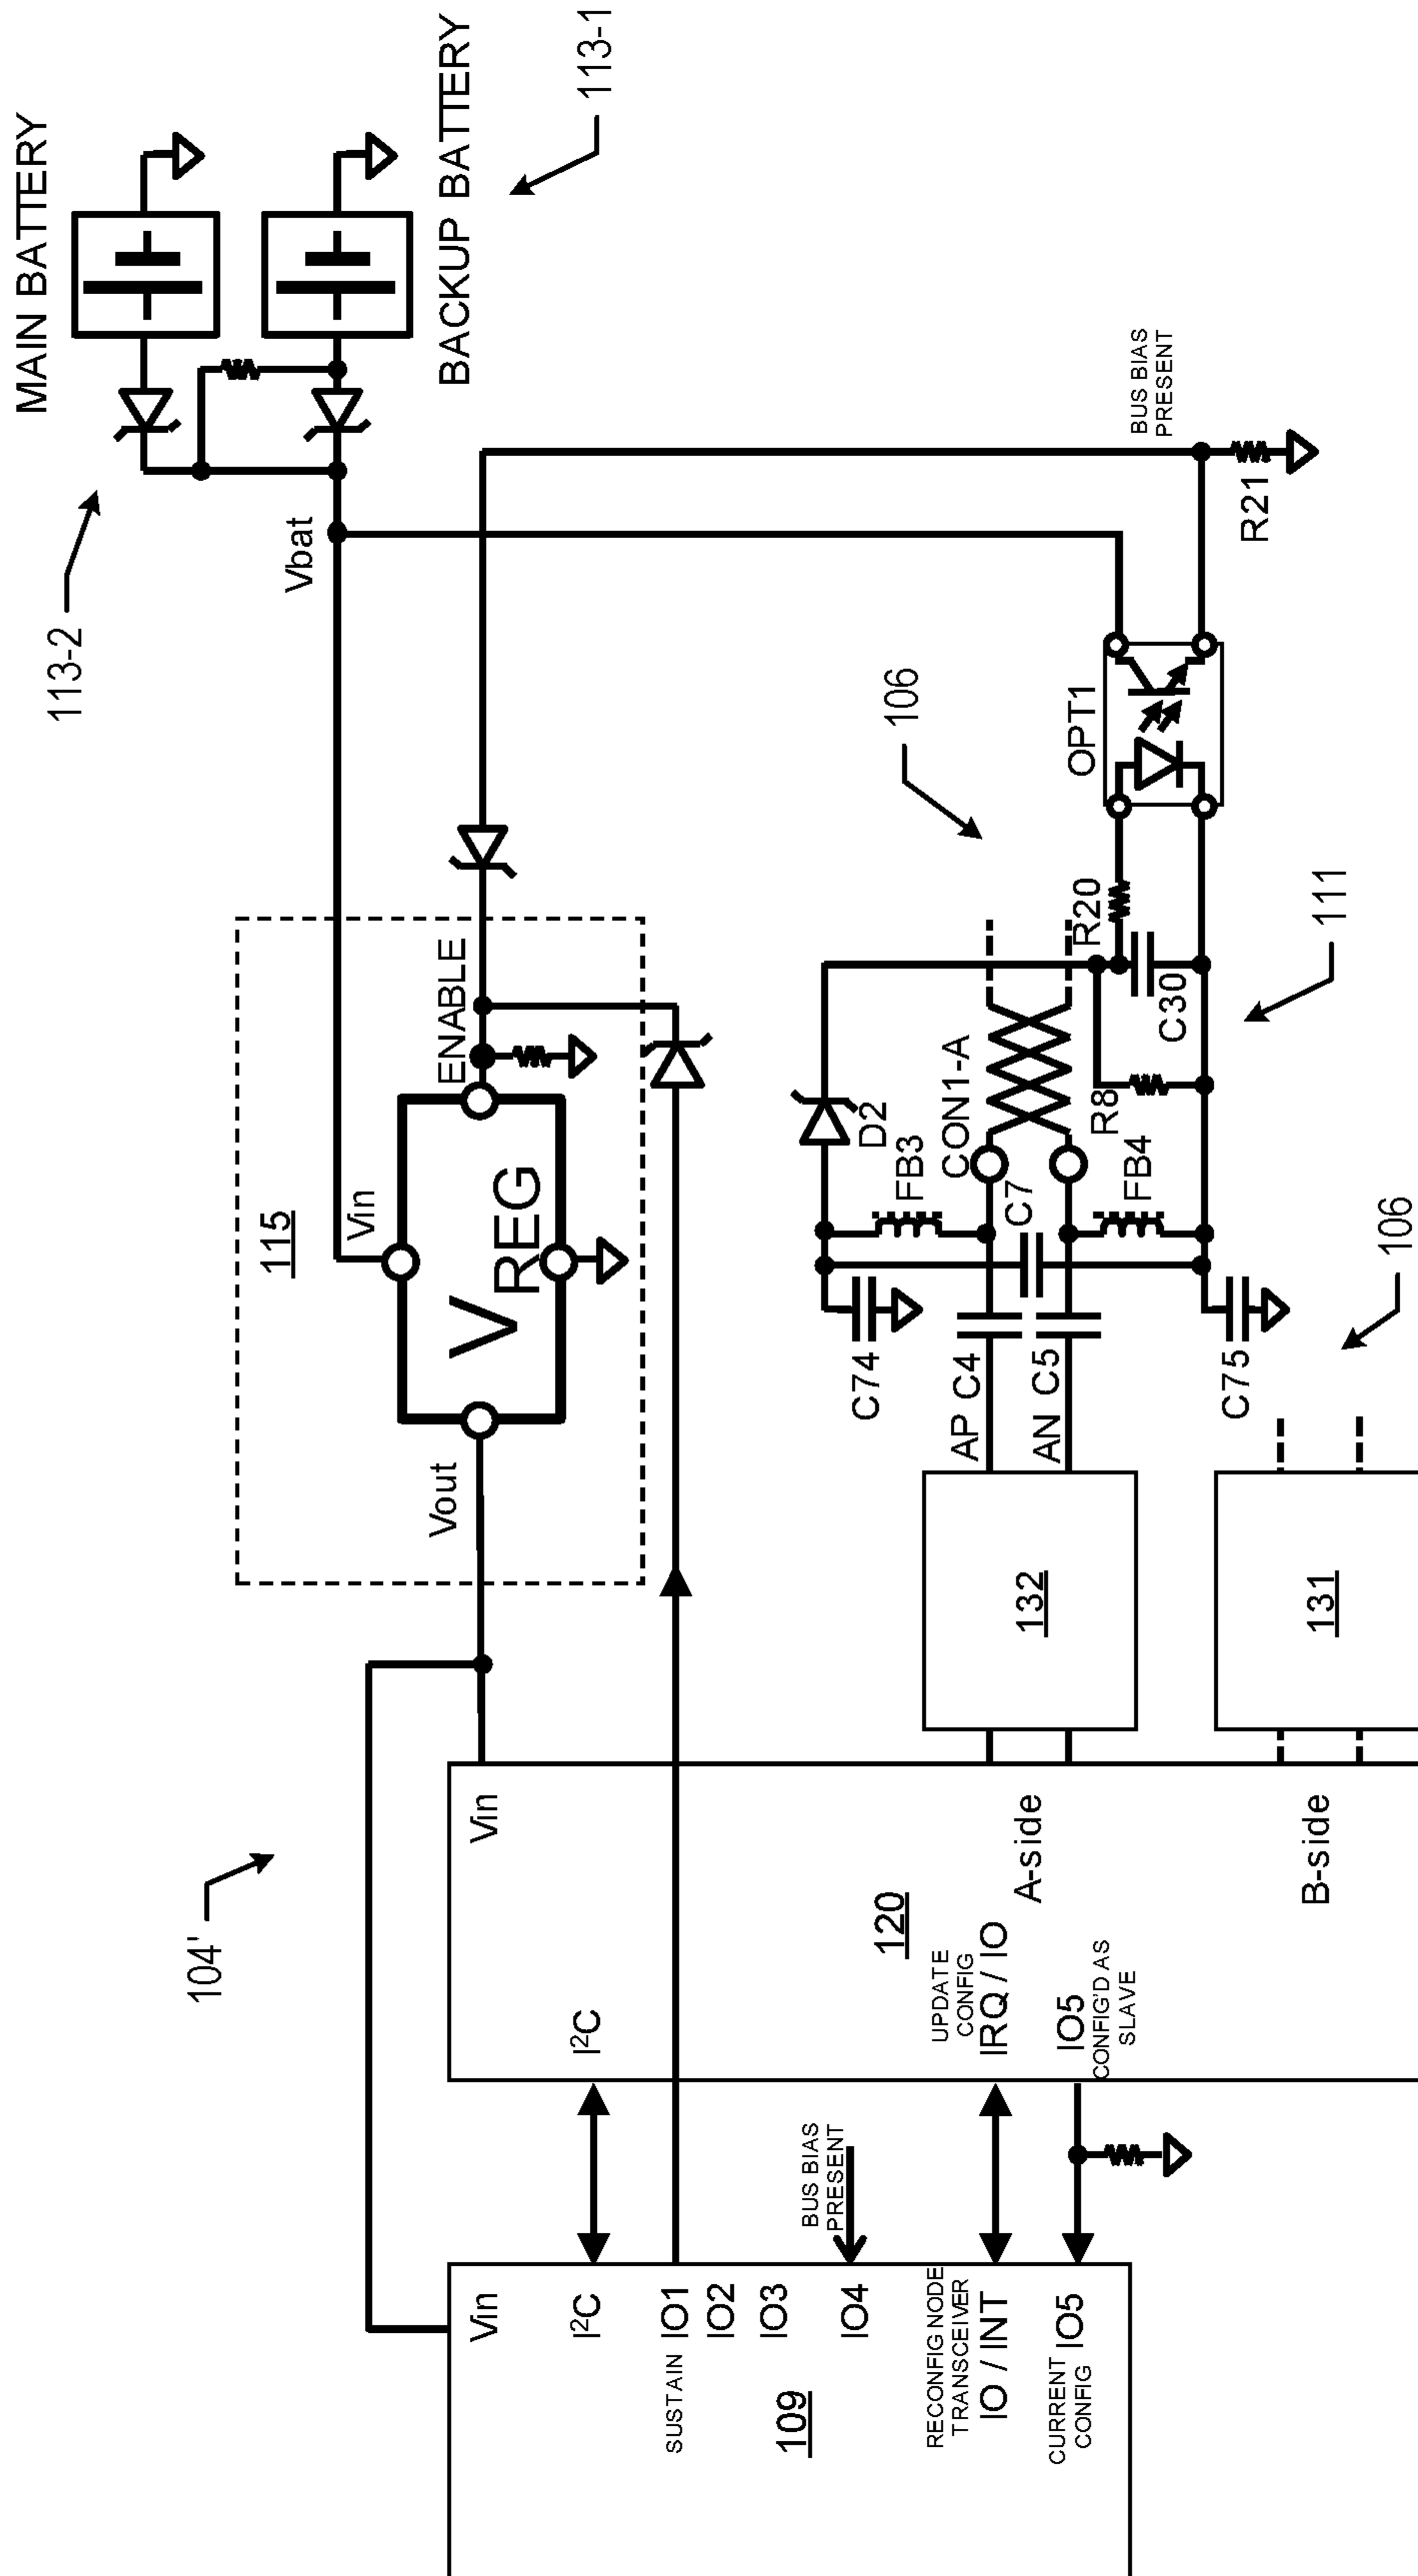 104'
113-2
MAIN BATTERY
BACKUP BATTERY
113-1
Vbat
115
Vin
Vout
V
REG
ENABLE
Vin
Vin
I²C
I²C
SUSTAIN
IO1
IO2
IO3
IO4
109
BUS BIAS
PRESENT
RECONFIG NODE
TRANSCEIVER
IO / INT
CURRENT
CONFIG
IO5
120
UPDATE
CONFIG
IRQ / IO
IO5
CONFIG'D AS
SLAVE
A-side
B-side
132
131
AP C4
AN C5
C74
C75
C7
FB3
FB4
D2
CON1-A
R8
C30
R20
OPT1
106
106
111
BUS BIAS
PRESENT
R21